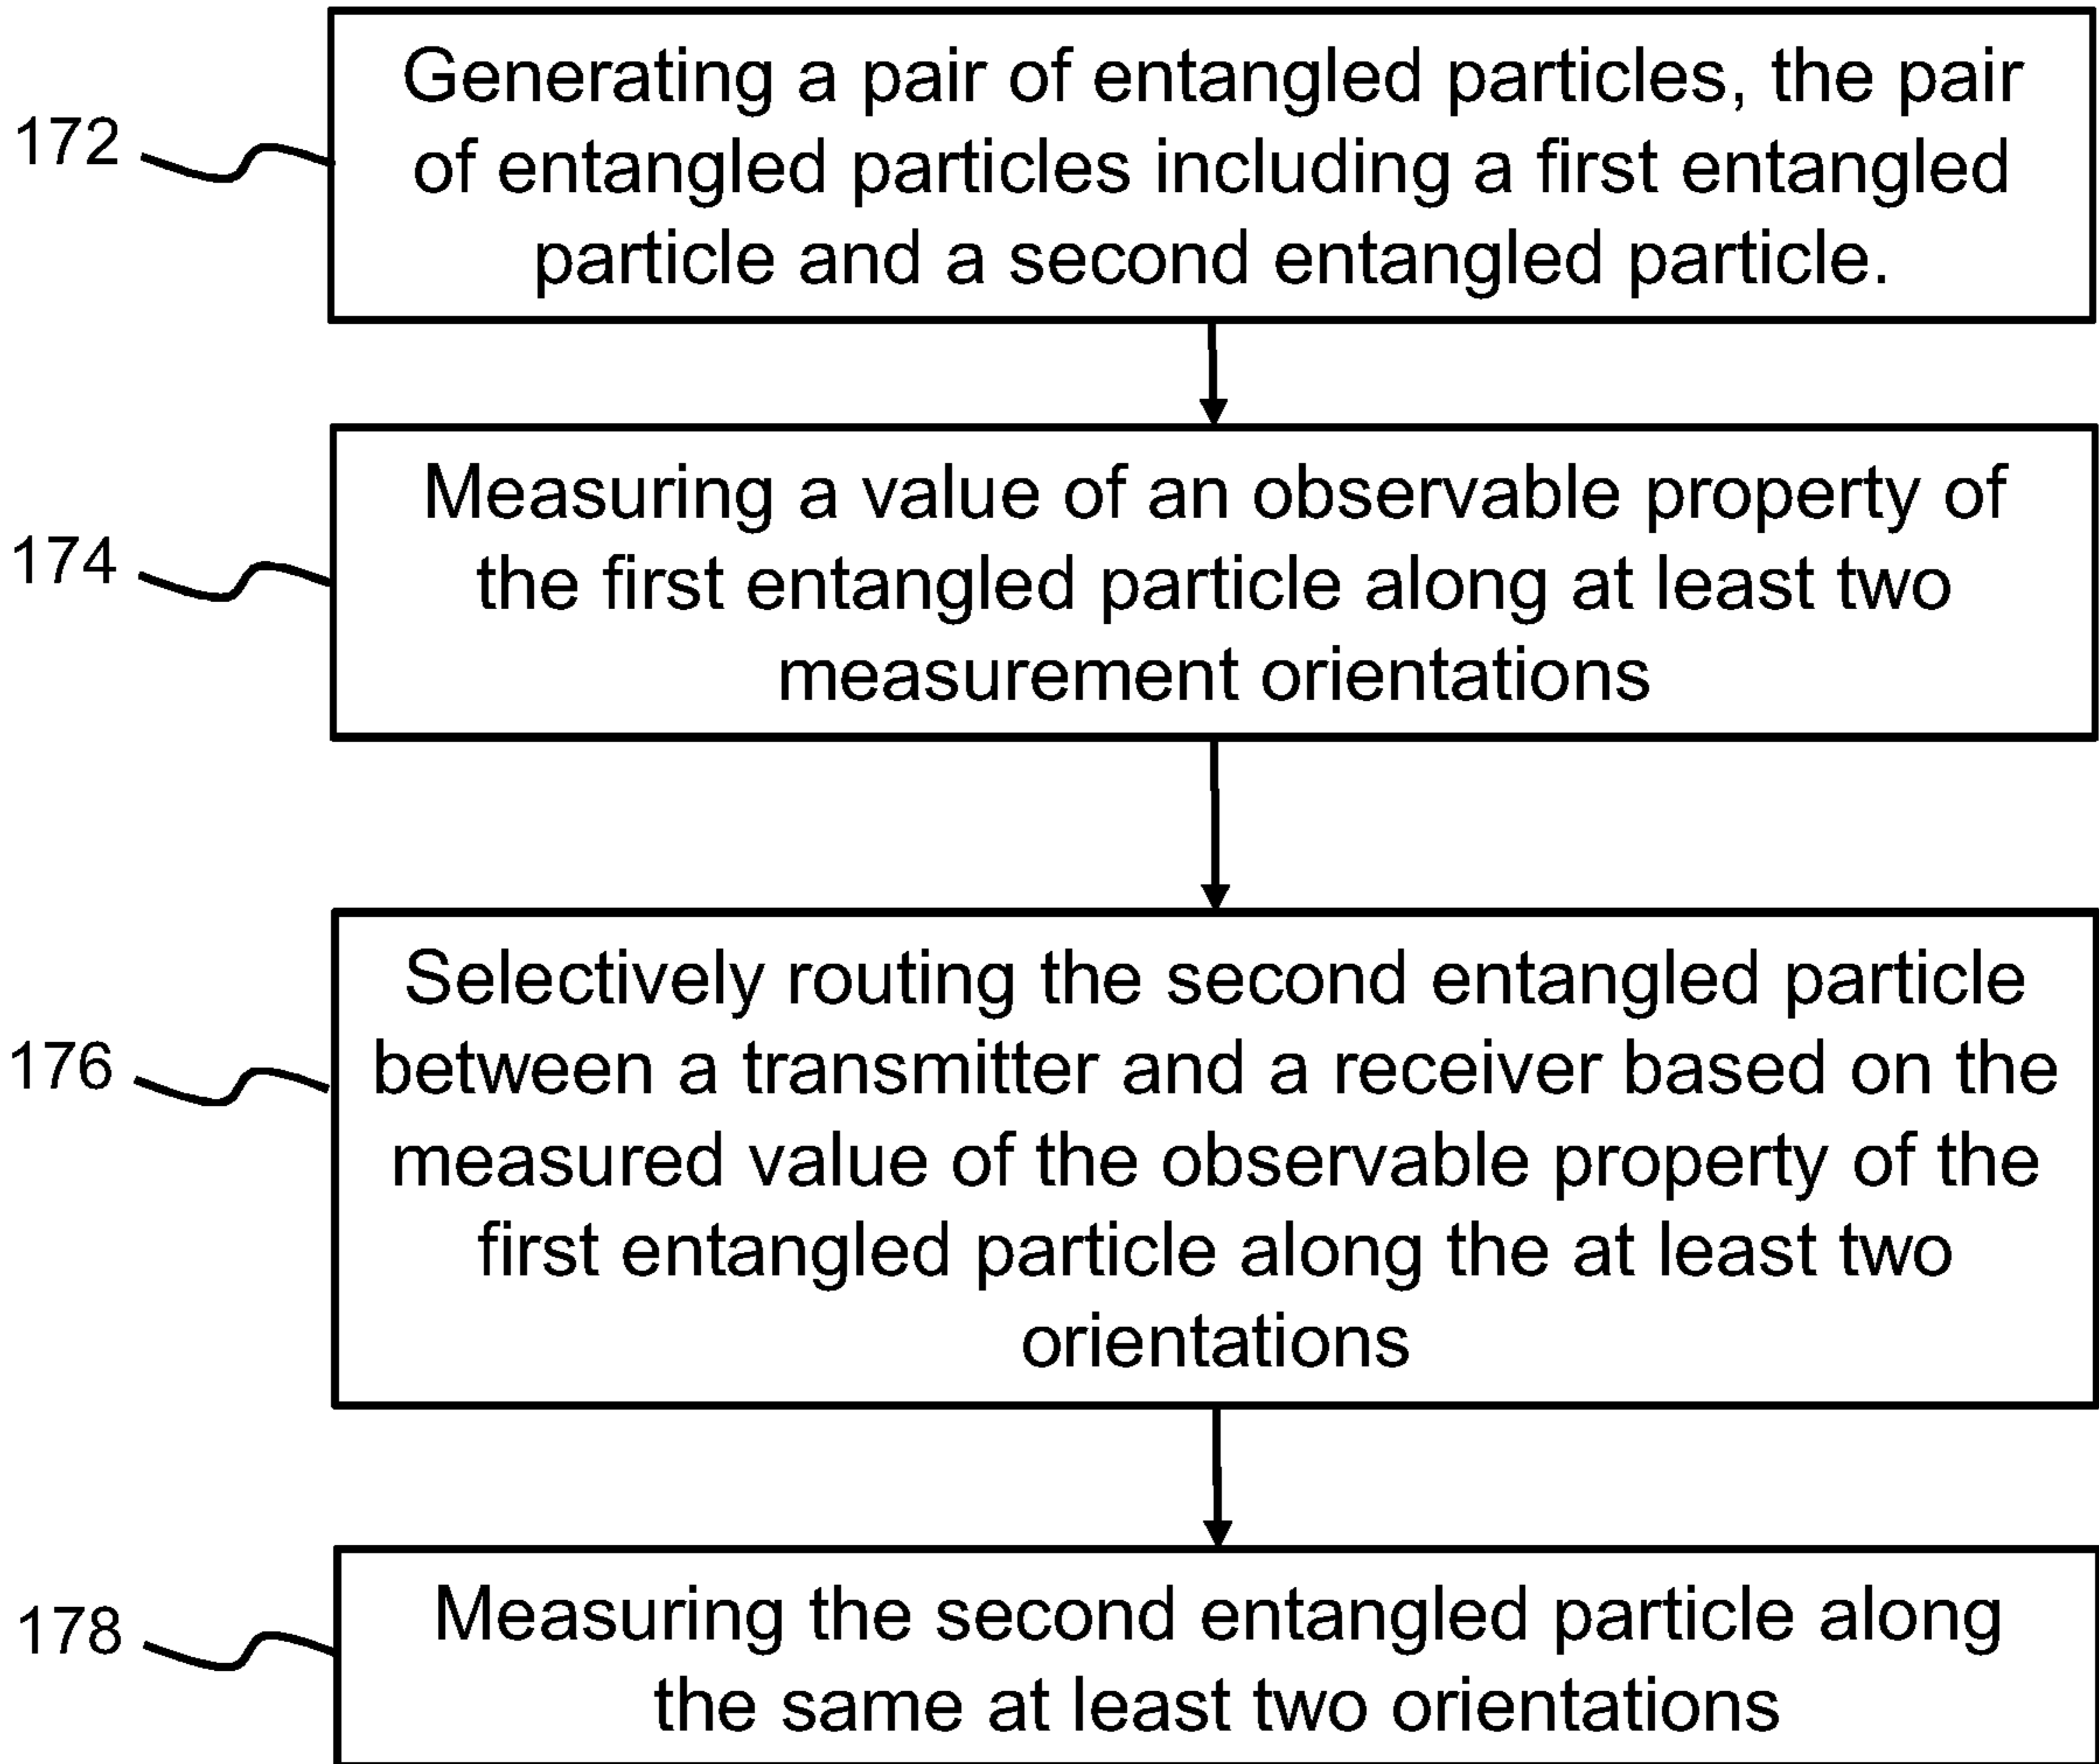 172
Generating a pair of entangled particles, the pair
of entangled particles including a first entangled
particle and a second entangled particle.
174
Measuring a value of an observable property of
the first entangled particle along at least two
measurement orientations
176
Selectively routing the second entangled particle
between a transmitter and a receiver based on the
measured value of the observable property of the
first entangled particle along the at least two
orientations
178
Measuring the second entangled particle along
the same at least two orientations